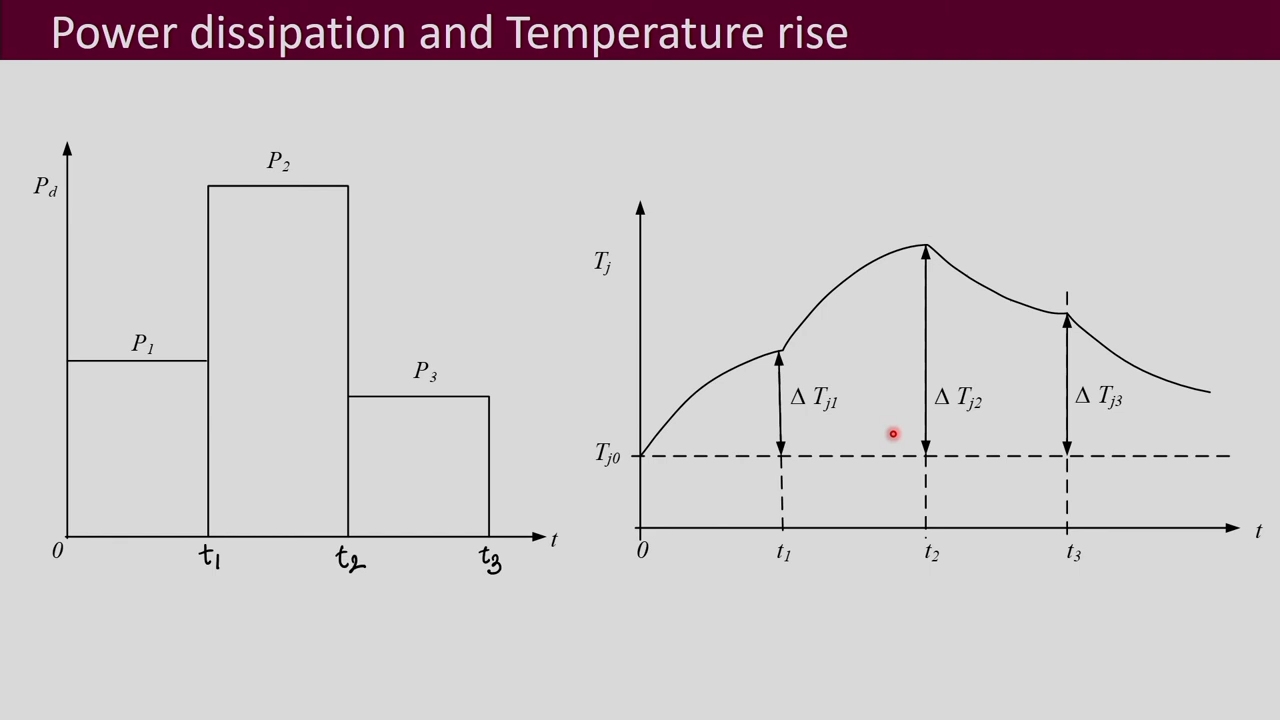 Power dissipation and Temperature rise
P2
Pd
P1
P3
0
t1
t2
t3
t
Tj
Δ Tj1
Δ Tj2
Δ Tj3
Tj0
0
t1
t2
t3
t